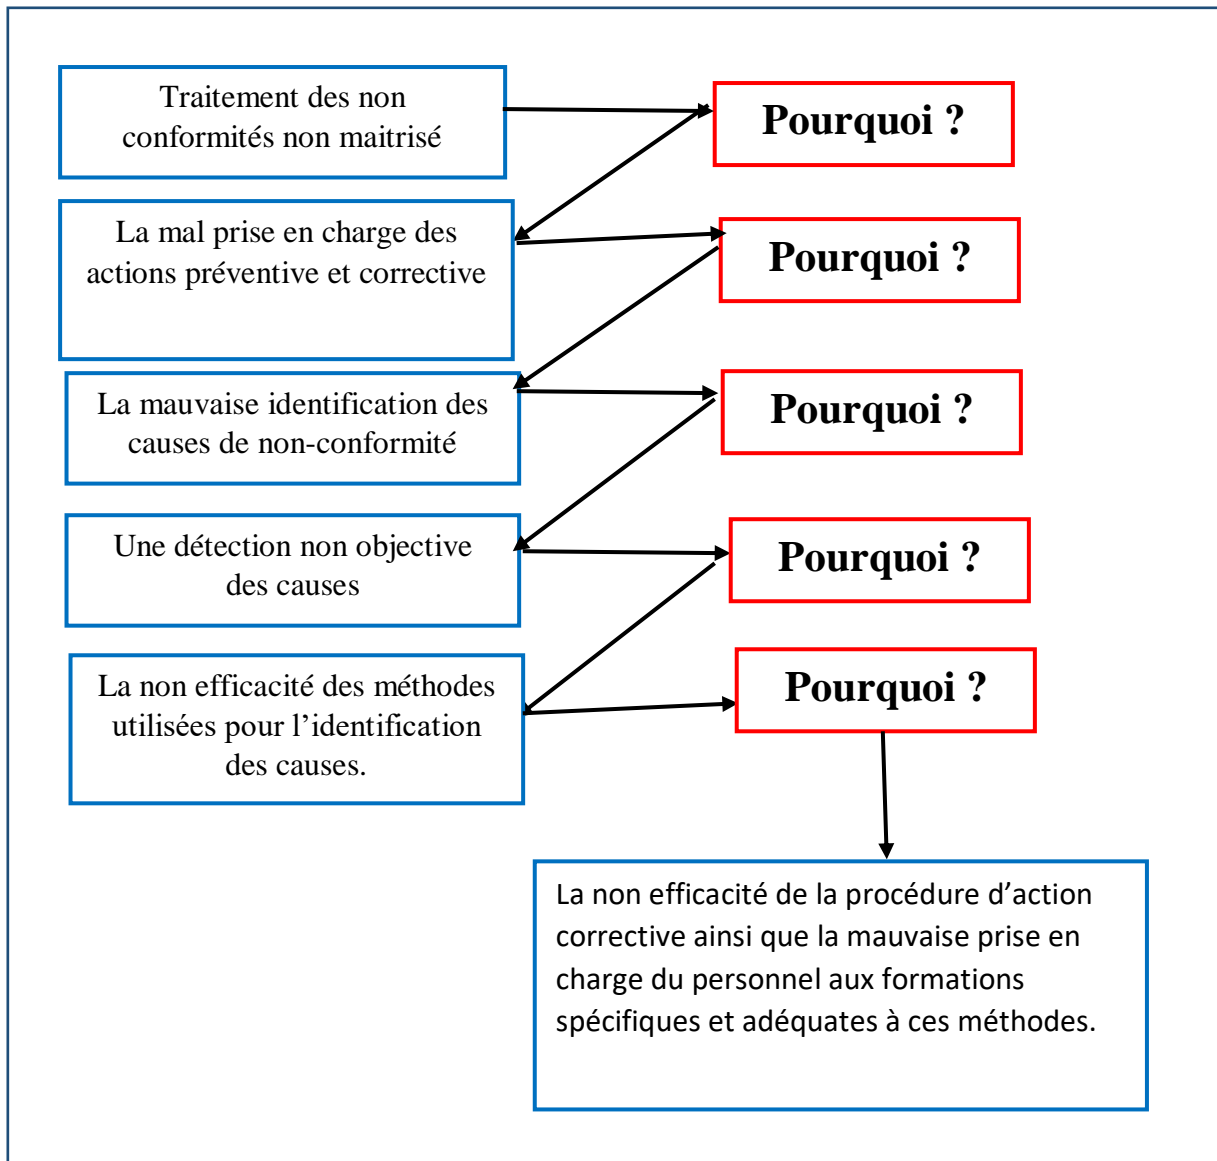 Traitement des non
conformités non maitrisé
Pourquoi ?
La mal prise en charge des
actions préventive et corrective
Pourquoi ?
La mauvaise identification des
causes de non-conformité
Pourquoi ?
Une détection non objective
des causes
Pourquoi ?
La non efficacité des méthodes
utilisées pour l’identification
des causes.
Pourquoi ?
La non efficacité de la procédure d’action
corrective ainsi que la mauvaise prise en
charge du personnel aux formations
spécifiques et adéquates à ces méthodes.